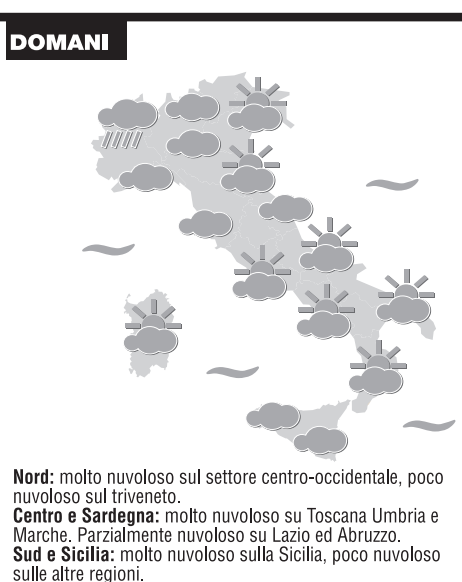 DOMANI
Nord: molto nuvoloso sul settore centro-occidentale, poco
nuvoloso sul triveneto.
Centro e Sardegna: molto nuvoloso su Toscana Umbria e
Marche. Parzialmente nuvoloso su Lazio ed Abruzzo.
Sud e Sicilia: molto nuvoloso sulla Sicilia, poco nuvoloso
sulle altre regioni.